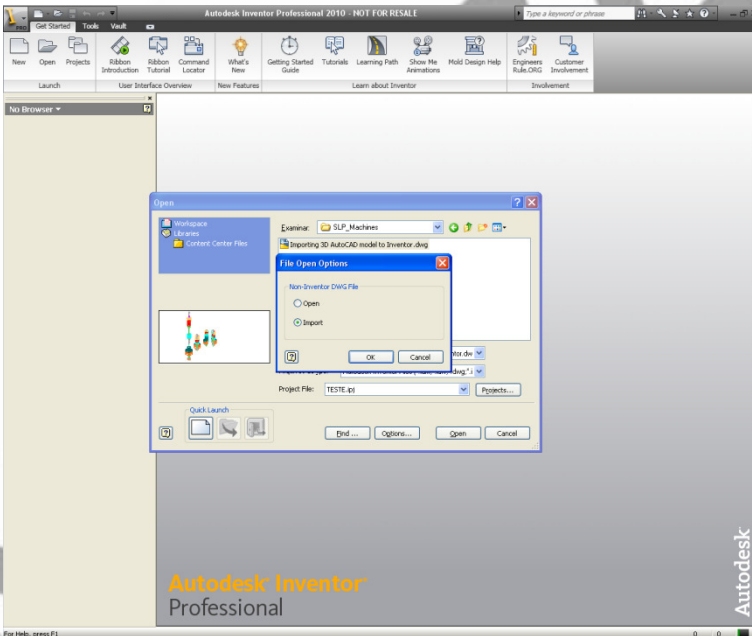 Autodesk Inventor Professional 2010 - NOT FOR RESALE
Type a keyword or phrase
PRO Get Started Tools Vault
New Open Projects Ribbon Introduction Ribbon Tutorial Command Locator What's New Getting Started Guide Tutorials Learning Path Show Me Animations Mold Design Help Engineers Rule.ORG Customer Involvement
Launch User Interface Overview New Features Learn about Inventor Involvement
No Browser
Open
Workspace
Libraries
Content Center Files
Examinar: SLP_Machines
Importing 3D AutoCAD model to Inventor.dwg
File Open Options
Non-Inventor DWG File
Open
Import
OK Cancel
Project File: TESTE.ipj Projects...
Quick Launch
Find ... Options... Open Cancel
Autodesk Inventor
Professional
Autodesk
For Help, press F1 0 0